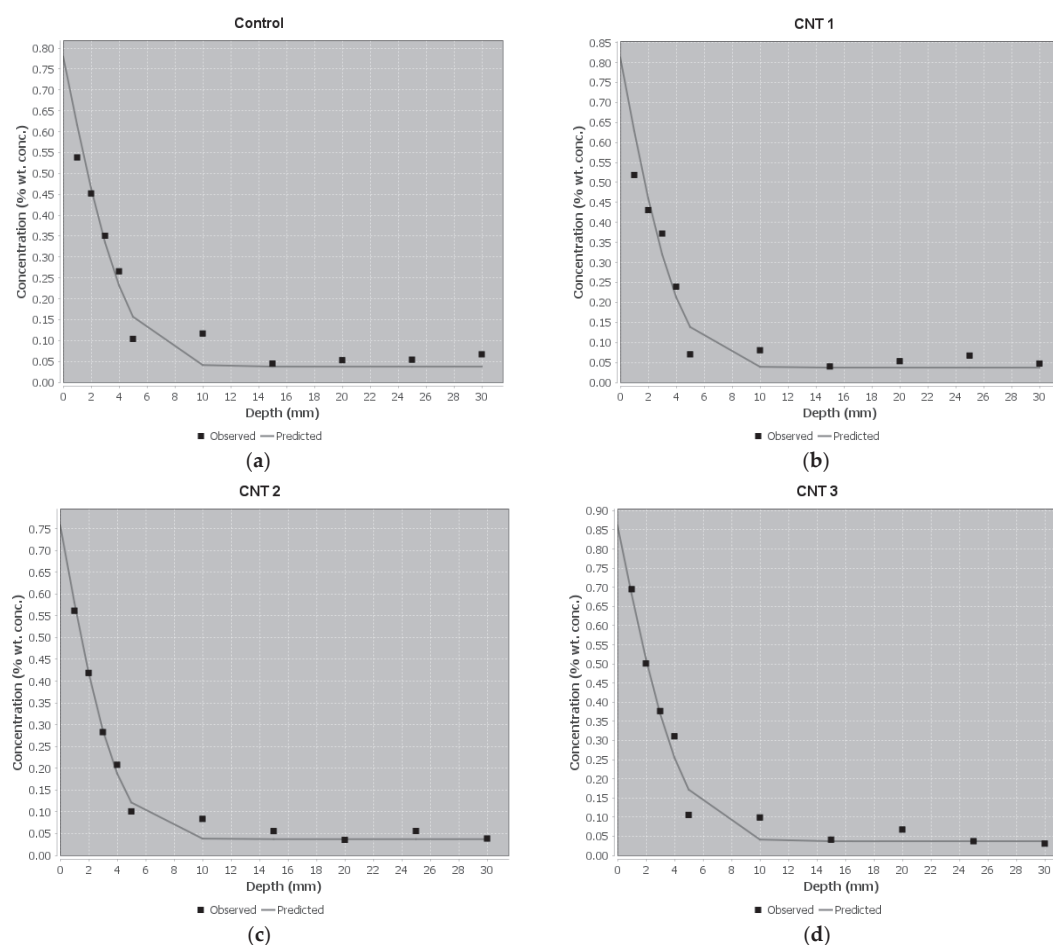 Control
Concentration (% wt. conc.)
0.80
0.75
0.70
0.65
0.60
0.55
0.50
0.45
0.40
0.35
0.30
0.25
0.20
0.15
0.10
0.05
0.00
0 2 4 6 8 10 12 14 16 18 20 22 24 26 28 30
Depth (mm)
Observed Predicted
(a)
CNT 1
Concentration (% wt. conc.)
0.85
0.80
0.75
0.70
0.65
0.60
0.55
0.50
0.45
0.40
0.35
0.30
0.25
0.20
0.15
0.10
0.05
0.00
0 2 4 6 8 10 12 14 16 18 20 22 24 26 28 30
Depth (mm)
Observed Predicted
(b)
CNT 2
Concentration (% wt. conc.)
0.75
0.70
0.65
0.60
0.55
0.50
0.45
0.40
0.35
0.30
0.25
0.20
0.15
0.10
0.05
0.00
0 2 4 6 8 10 12 14 16 18 20 22 24 26 28 30
Depth (mm)
Observed Predicted
(c)
CNT 3
Concentration (% wt. conc.)
0.90
0.85
0.80
0.75
0.70
0.65
0.60
0.55
0.50
0.45
0.40
0.35
0.30
0.25
0.20
0.15
0.10
0.05
0.00
0 2 4 6 8 10 12 14 16 18 20 22 24 26 28 30
Depth (mm)
Observed Predicted
(d)